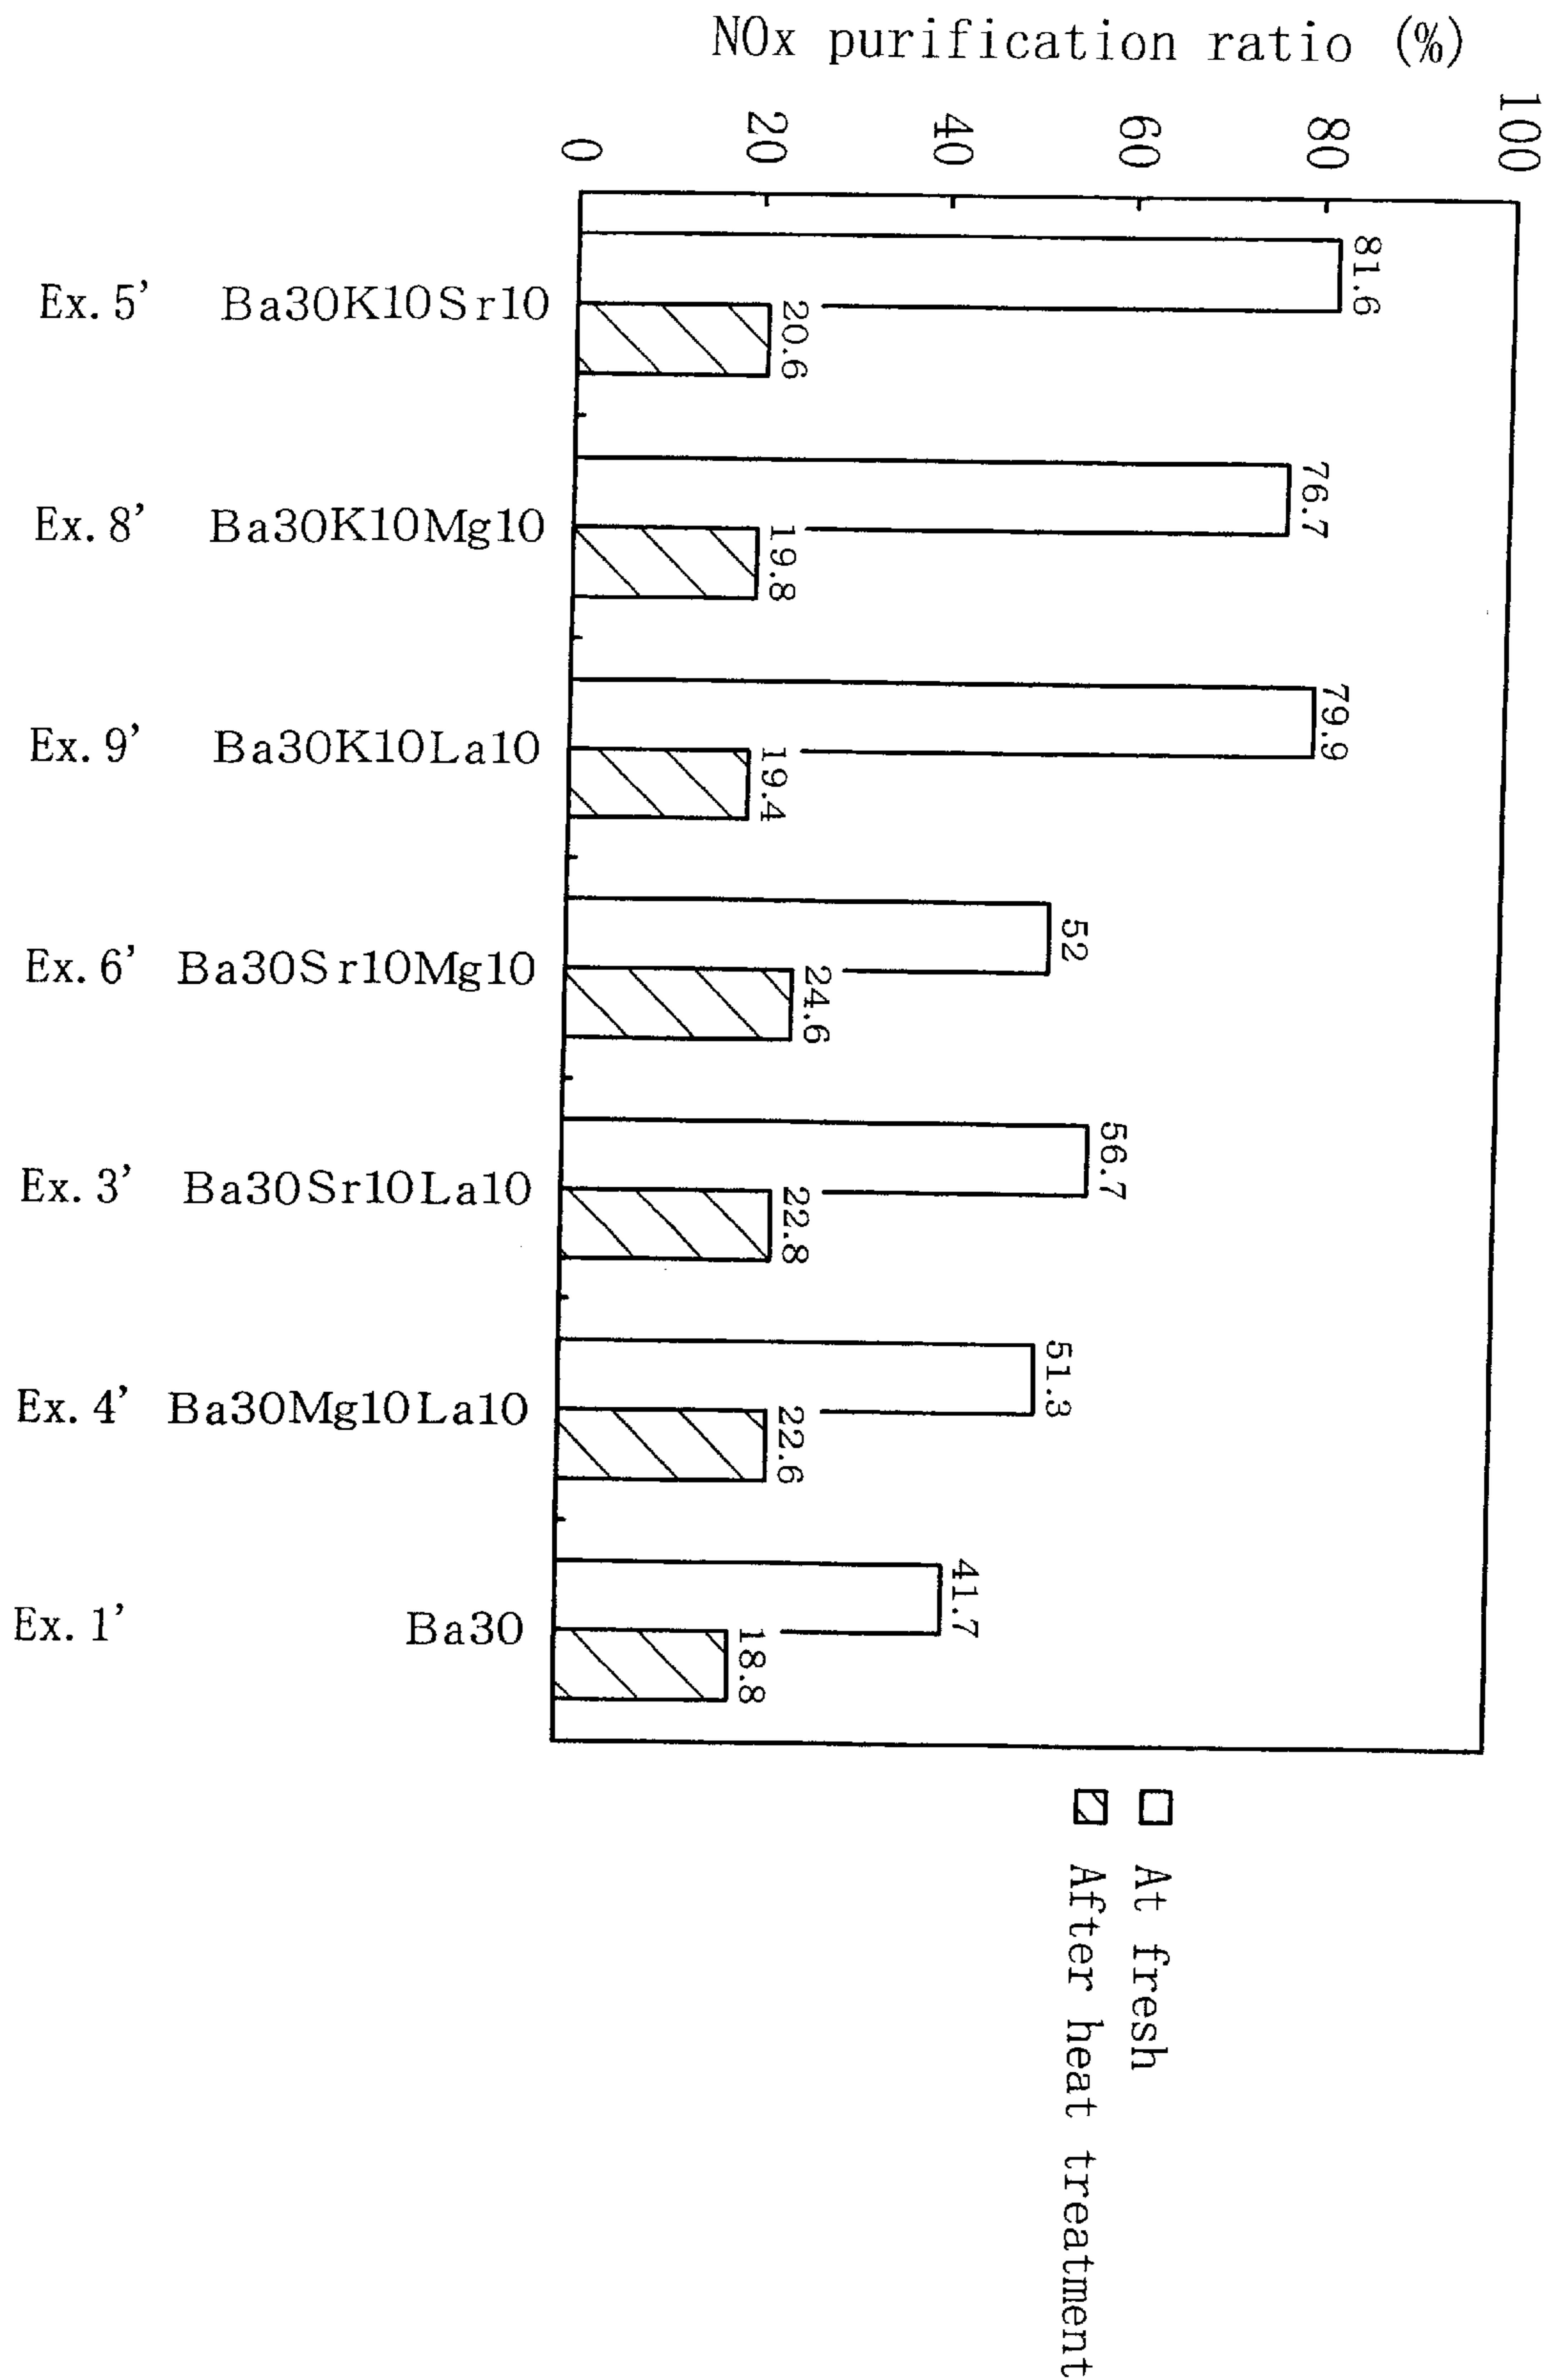 NOx purification ratio (%)
0
20
40
60
80
100
Ex. 5' Ba30K10Sr10
81.6
20.6
Ex. 8' Ba30K10Mg10
76.7
19.8
Ex. 9' Ba30K10La10
79.9
19.4
Ex. 6' Ba30Sr10Mg10
52
24.6
Ex. 3' Ba30Sr10La10
56.7
22.8
Ex. 4' Ba30Mg10La10
51.3
22.6
Ex. 1' Ba30
41.7
18.8
At fresh
After heat treatment